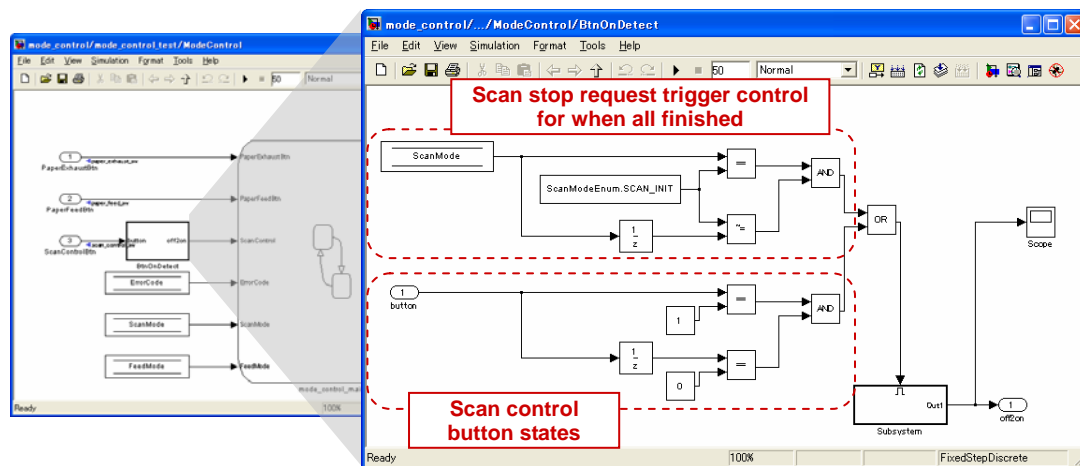 mode_control/mode_control_test/ModeControl
File Edit View Simulation Format Tools Help
50 Normal
1
paper_exhaust_sw
PaperExhaustBtn
PaperExhaustBtn
2
paper_feed_sw
PaperFeedBtn
PaperFeedBtn
3
ScanControlBtn
button off2on
BtnOnDetect
ScanControl
ErrorCode
ErrorCode
ScanMode
ScanMode
FeedMode
FeedMode
Ready 100%
mode_control/.../ModeControl/BtnOnDetect
File Edit View Simulation Format Tools Help
50 Normal
Scan stop request trigger control
for when all finished
ScanMode
==
AND
ScanModeEnum.SCAN_INIT
OR
1
z
~=
Scope
1
button
==
AND
1
1
z
==
0
Out1
Subsystem
1
off2on
Scan control
button states
Ready 100% FixedStepDiscrete